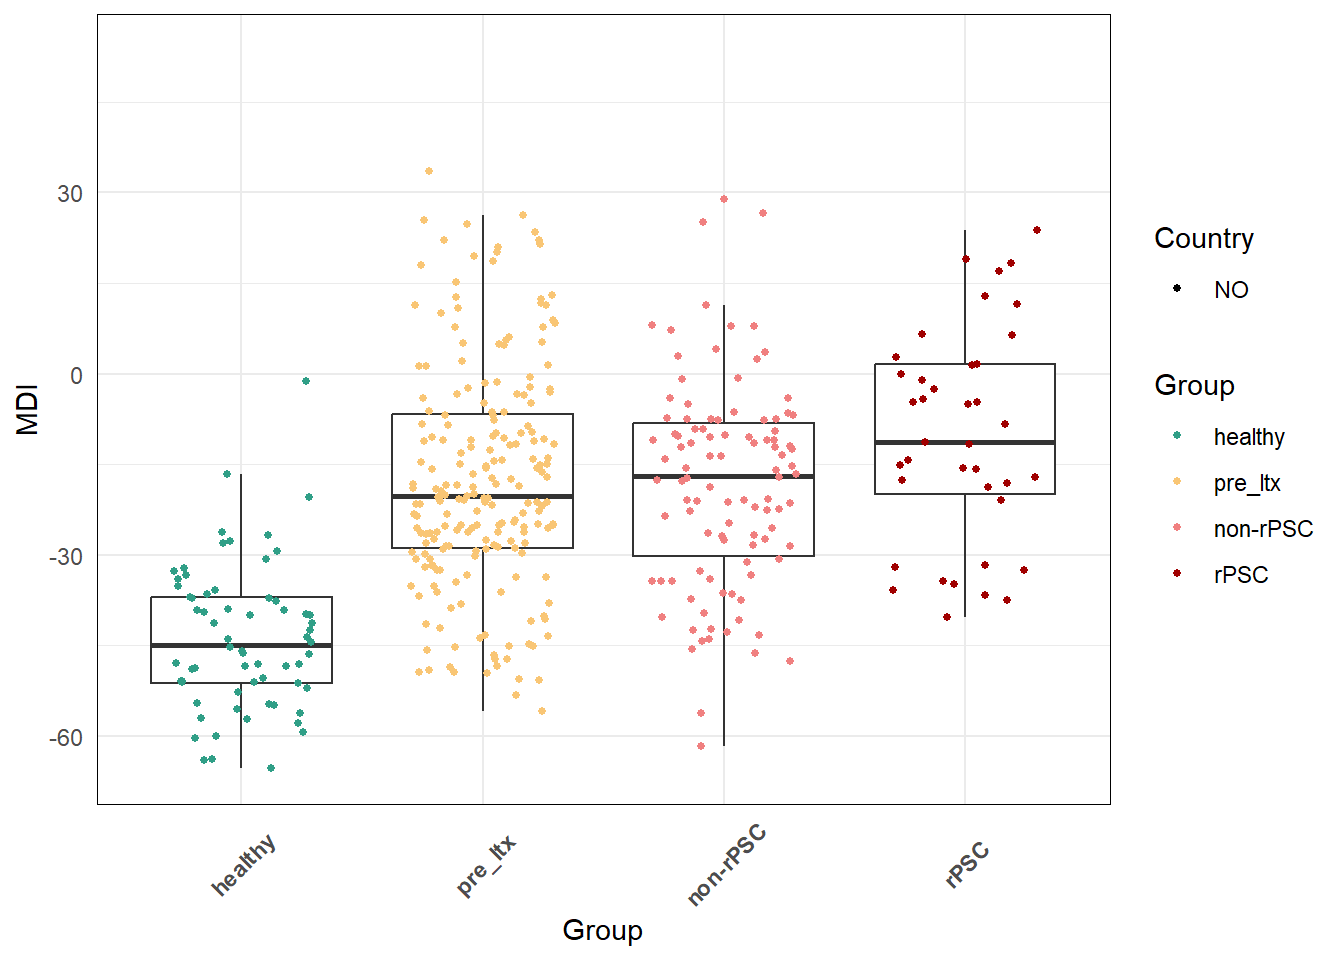 MDI
30
0
-30
-60
healthy
pre_ltx
non-rPSC
rPSC
Group
Country
NO
Group
healthy
pre_ltx
non-rPSC
rPSC